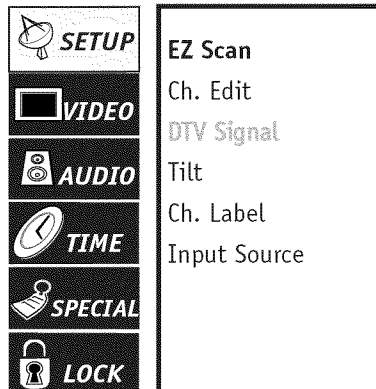 SETUP
VIDEO
AUDIO
TIME
SPECIAL
LOCK
EZ Scan
Ch. Edit
DTV Signal
Tilt
Ch. Label
Input Source